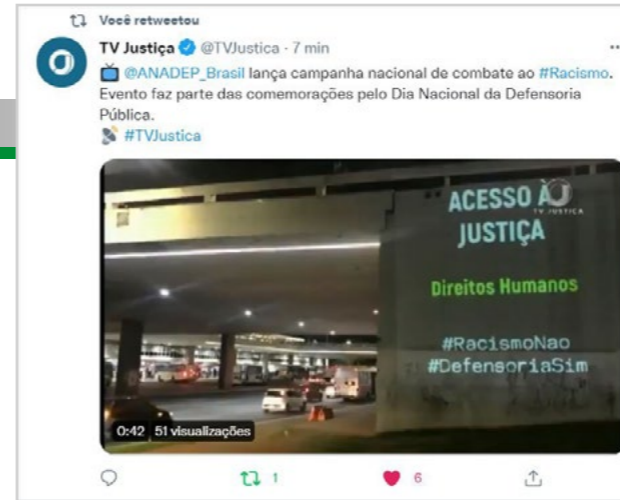 Você retweetou
TV Justiça @TVJustica · 7 min
@ANADEP_Brasil lança campanha nacional de combate ao #Racismo.
Evento faz parte das comemorações pelo Dia Nacional da Defensoria
Pública.
#TVJustica
ACESSO À
TV JUSTIÇA
JUSTIÇA
Direitos Humanos
#RacismoNao
#DefensoriaSim
0:42 51 visualizações
1 6